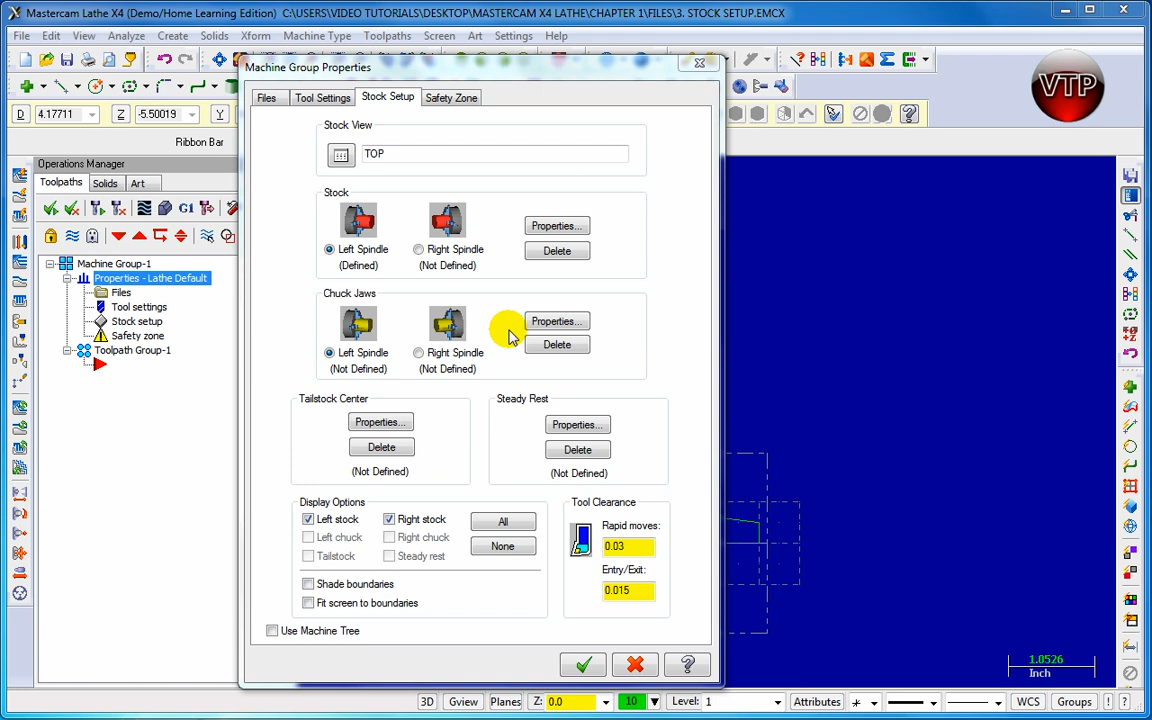 Mastercam Lathe X4 (Demo/Home Learning Edition) C:\USERS\VIDEO TUTORIALS\DESKTOP\MASTERCAM X4 LATHE\CHAPTER 1\FILES\3. STOCK SETUP.EMCX
File Edit View Analyze Create Solids Xform Machine Type Toolpaths Screen Art Settings Help
Machine Group Properties
VTP
Files Tool Settings Stock Setup Safety Zone
D 4.17711 Z -5.50019 Y
Stock View
Ribbon Bar
TOP
Operations Manager
Toolpaths Solids Art
Stock
G1
Properties...
Left Spindle Right Spindle
Delete
(Defined) (Not Defined)
Machine Group-1
Properties - Lathe Default
Files
Tool settings
Stock setup
Safety zone
Toolpath Group-1
Chuck Jaws
Properties...
Delete
Left Spindle Right Spindle
(Not Defined) (Not Defined)
Tailstock Center Steady Rest
Properties... Properties...
Delete Delete
(Not Defined) (Not Defined)
Display Options Tool Clearance
Left stock Right stock All Rapid moves:
Left chuck Right chuck None 0.03
Tailstock Steady rest
Entry/Exit:
Shade boundaries 0.015
Fit screen to boundaries
Use Machine Tree
?
1.0526
Inch
3D Gview Planes Z: 0.0 10 Level: 1 Attributes WCS Groups ! ?